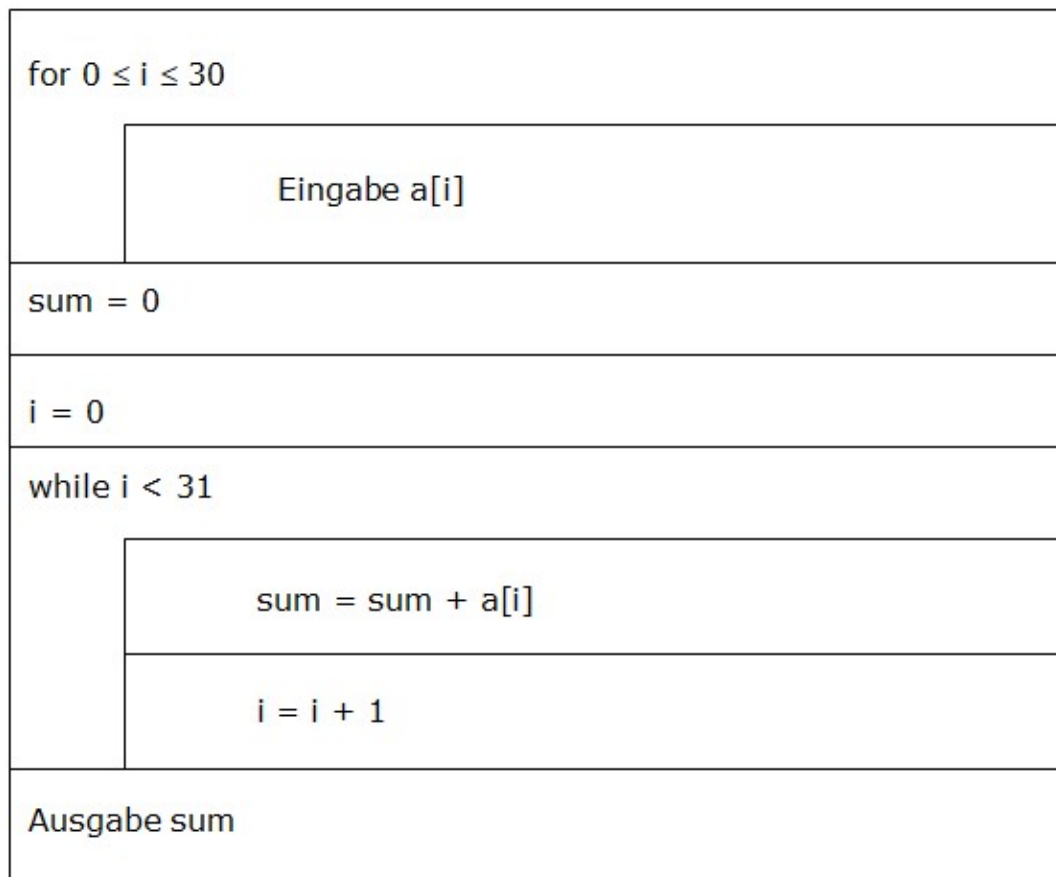 for 0 ≤ i ≤ 30
Eingabe a[i]
sum = 0
i = 0
while i < 31
sum = sum + a[i]
i = i + 1
Ausgabe sum